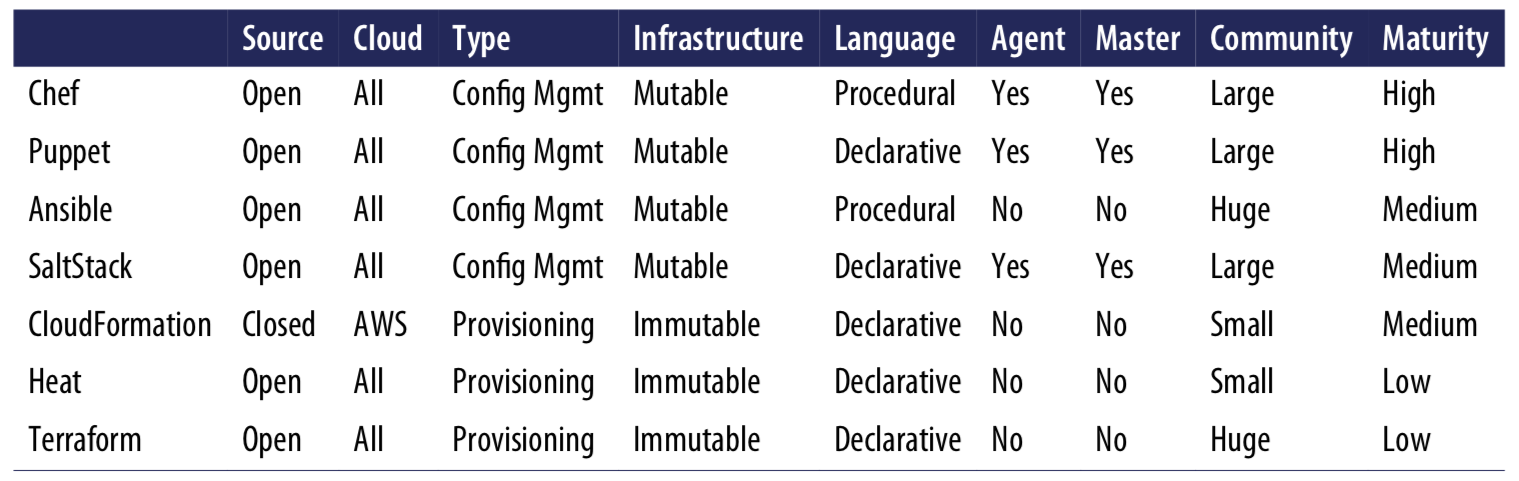 Source Cloud Type Infrastructure Language Agent Master Community Maturity
Chef Open All Config Mgmt Mutable Procedural Yes Yes Large High
Puppet Open All Config Mgmt Mutable Declarative Yes Yes Large High
Ansible Open All Config Mgmt Mutable Procedural No No Huge Medium
SaltStack Open All Config Mgmt Mutable Declarative Yes Yes Large Medium
CloudFormation Closed AWS Provisioning Immutable Declarative No No Small Medium
Heat Open All Provisioning Immutable Declarative No No Small Low
Terraform Open All Provisioning Immutable Declarative No No Huge Low